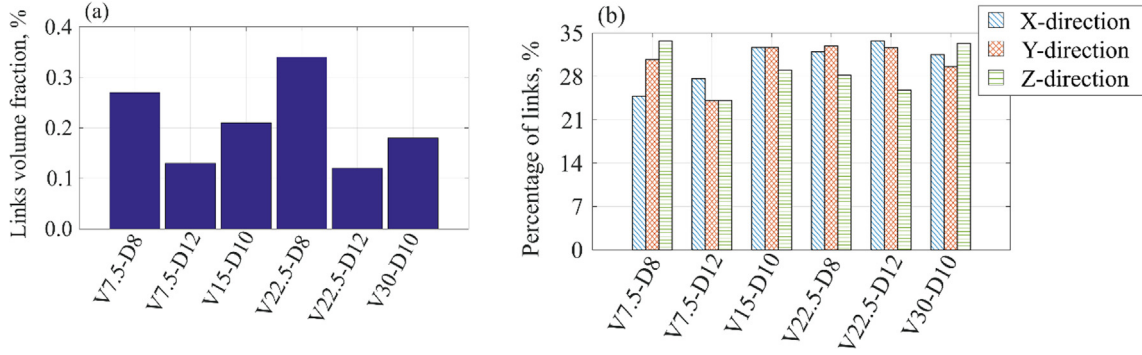 (a)
Links volume fraction, %
0.4
0.3
0.2
0.1
0.0
V7.5-D8
V7.5-D12
V15-D10
V22.5-D8
V22.5-D12
V30-D10
(b)
Percentage of links, %
35
28
21
14
7
0
V7.5-D8
V7.5-D12
V15-D10
V22.5-D8
V22.5-D12
V30-D10
X-direction
Y-direction
Z-direction